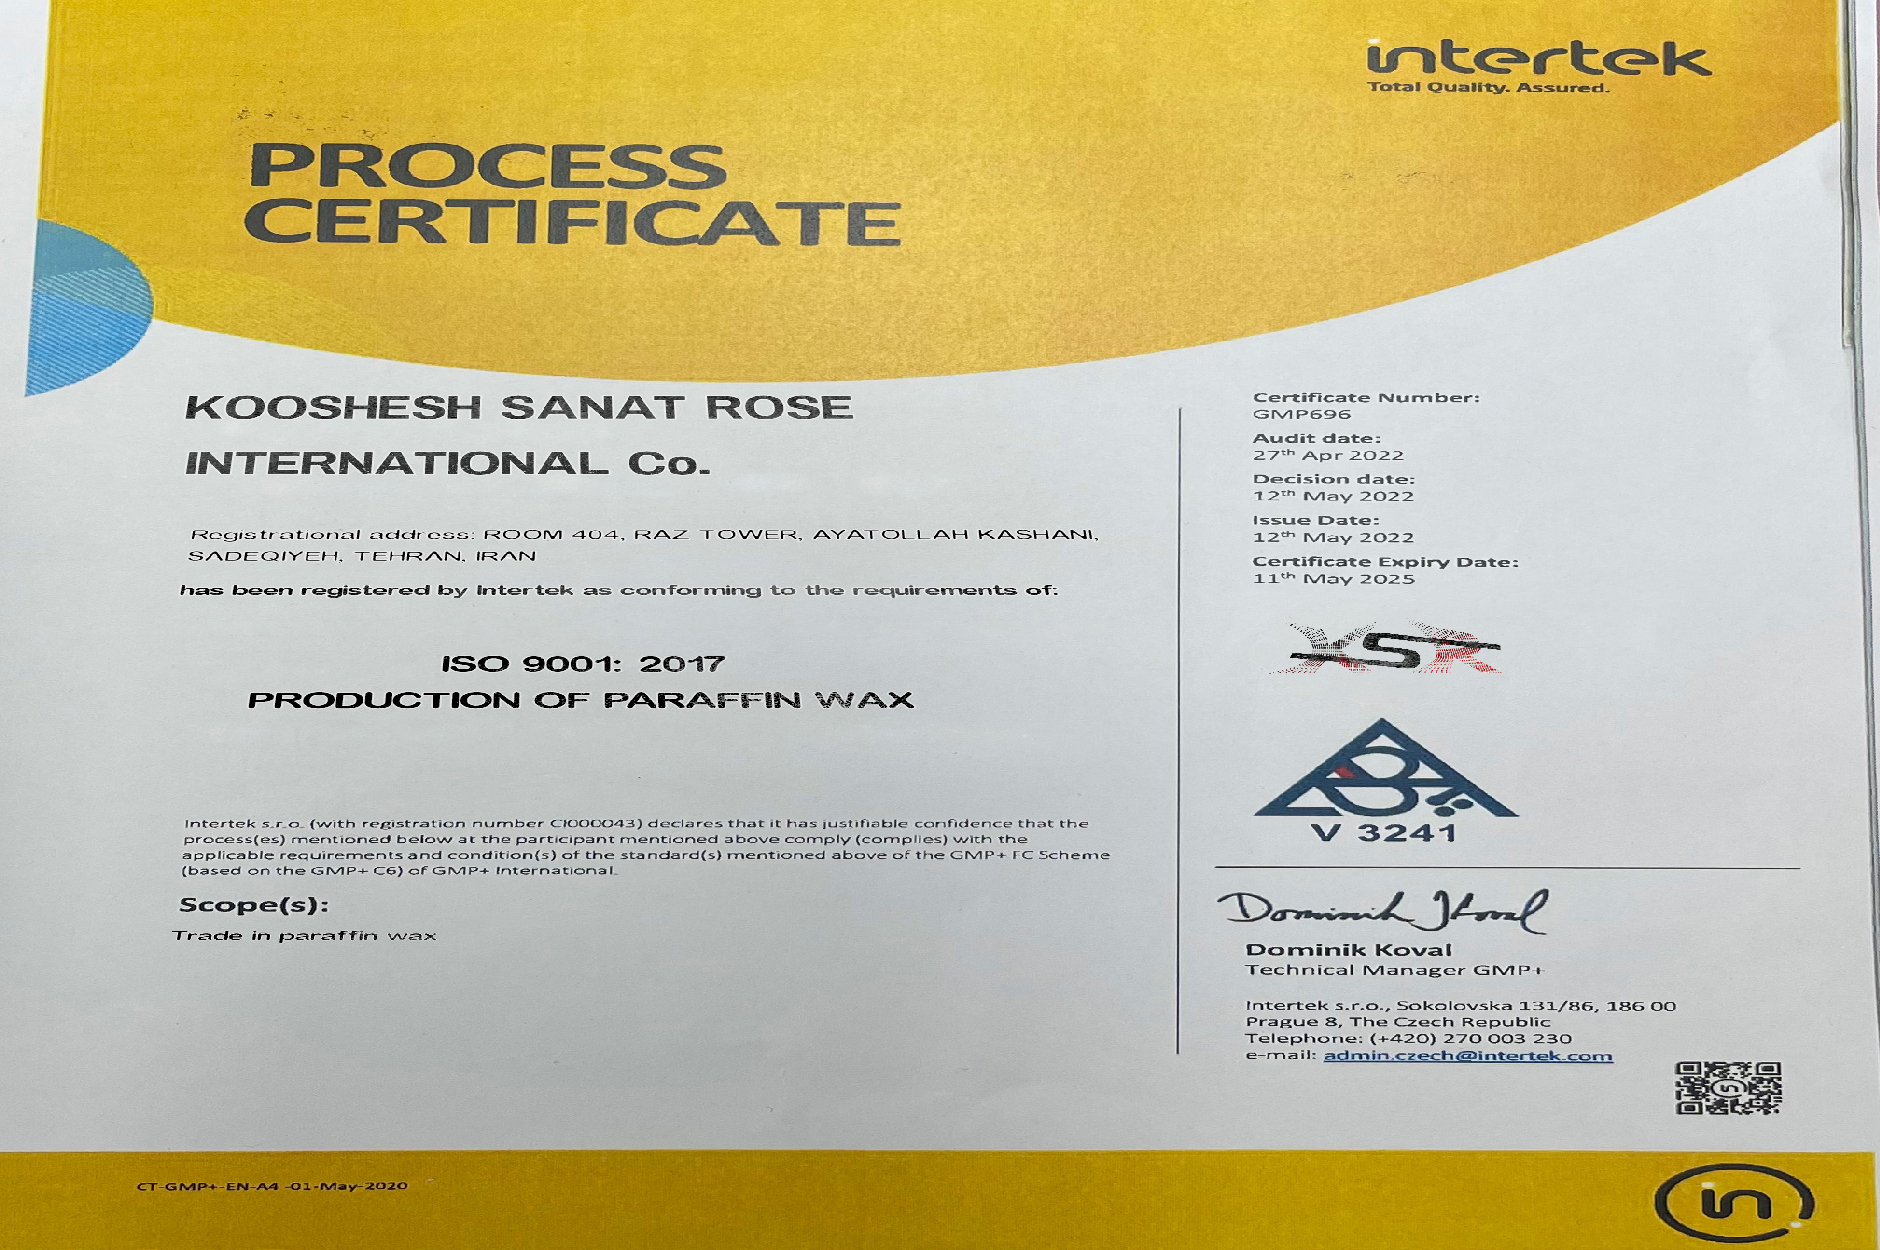 intertek
Total Quality. Assured.
PROCESS
CERTIFICATE
KOOSHESH SANAT ROSE
INTERNATIONAL Co.
Registrational address: ROOM 404, RAZ TOWER, AYATOLLAH KASHANI,
SADEQIYEH, TEHRAN, IRAN
has been registered by Intertek as conforming to the requirements of:
ISO 9001: 2017
PRODUCTION OF PARAFFIN WAX
Intertek s.r.o. (with registration number CI000043) declares that it has justifiable confidence that the
process(es) mentioned below at the participant mentioned above comply (complies) with the
applicable requirements and condition(s) of the standard(s) mentioned above of the GMP+ FC Scheme
(based on the GMP+ C6) of GMP+ International.
Scope(s):
Trade in paraffin wax
Certificate Number:
GMP696
Audit date:
27th Apr 2022
Decision date:
12th May 2022
Issue Date:
12th May 2022
Certificate Expiry Date:
11th May 2025
KSR
V 3241
Dominik Koval
Dominik Koval
Technical Manager GMP+
Intertek s.r.o., Sokolovska 131/86, 186 00
Prague 8, The Czech Republic
Telephone: (+420) 270 003 230
e-mail: admin.czech@intertek.com
CT-GMP+-EN-A4 -01-May-2020
in